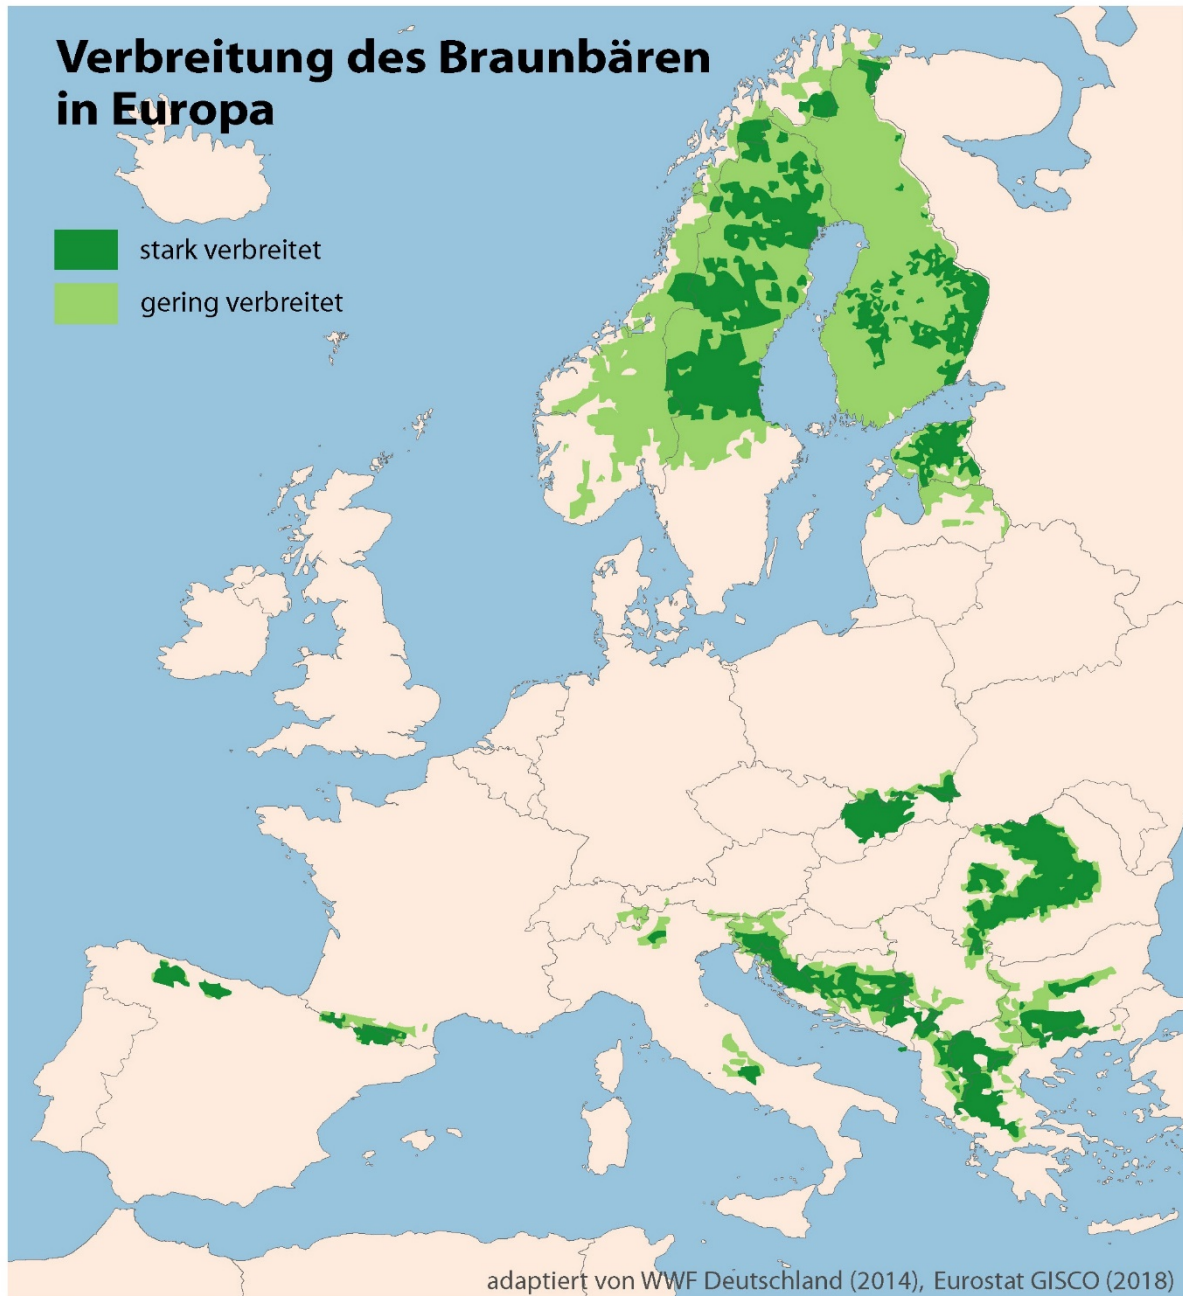 Verbreitung des Braunbären
in Europa
stark verbreitet
gering verbreitet
adaptiert von WWF Deutschland (2014), Eurostat GISCO (2018)